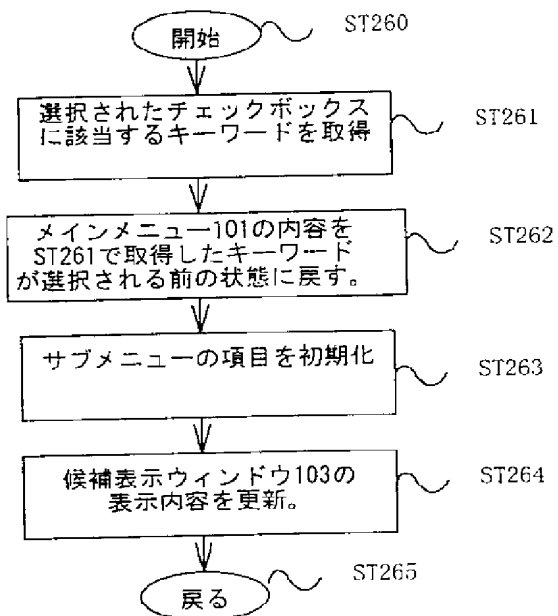 開始
ST260
選択されたチェックボックス
に該当するキーワードを取得
ST261
メインメニュー101の内容を
ST261で取得したキーワード
が選択される前の状態に戻す。
ST262
サブメニューの項目を初期化
ST263
候補表示ウィンドウ103の
表示内容を更新。
ST264
戻る
ST265